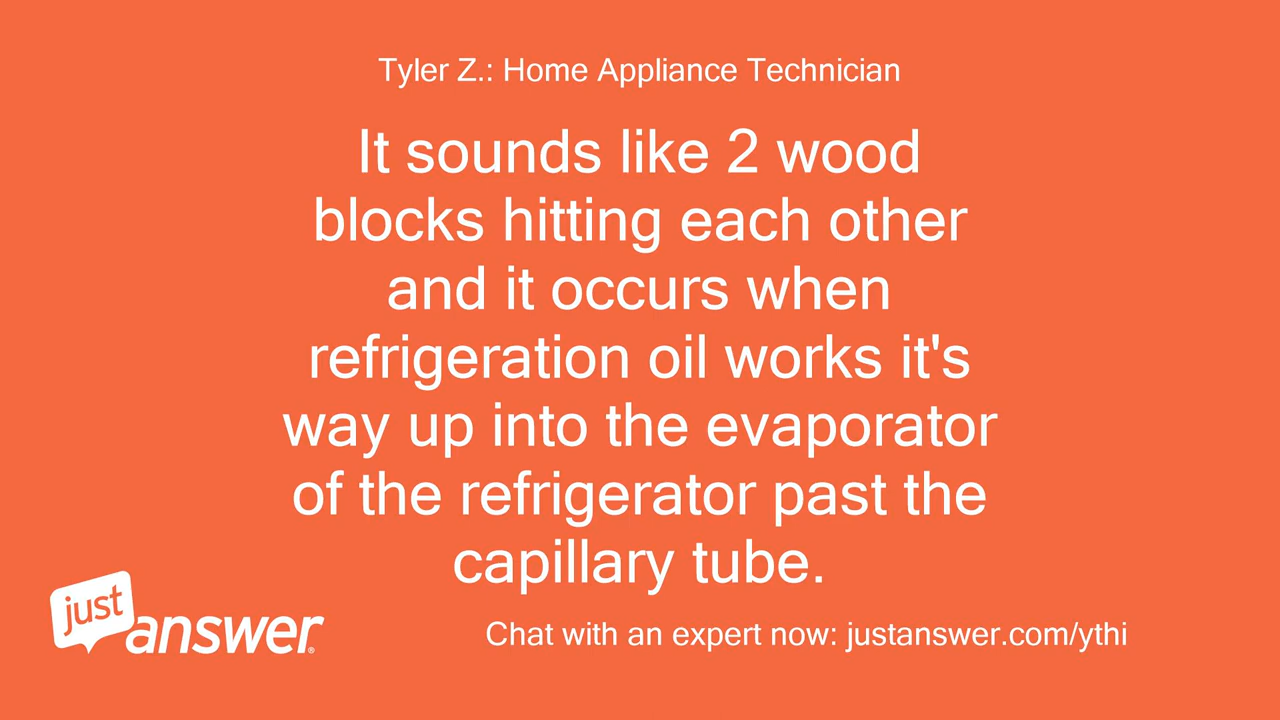 Tyler Z.: Home Appliance Technician
It sounds like 2 wood
blocks hitting each other
and it occurs when
refrigeration oil works it's
way up into the evaporator
of the refrigerator past the
capillary tube.
just
answer®
Chat with an expert now: justanswer.com/ythi